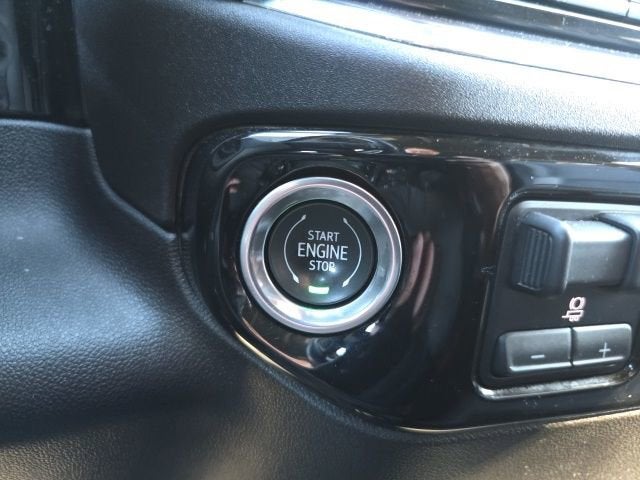 START
ENGINE
STOP
− +